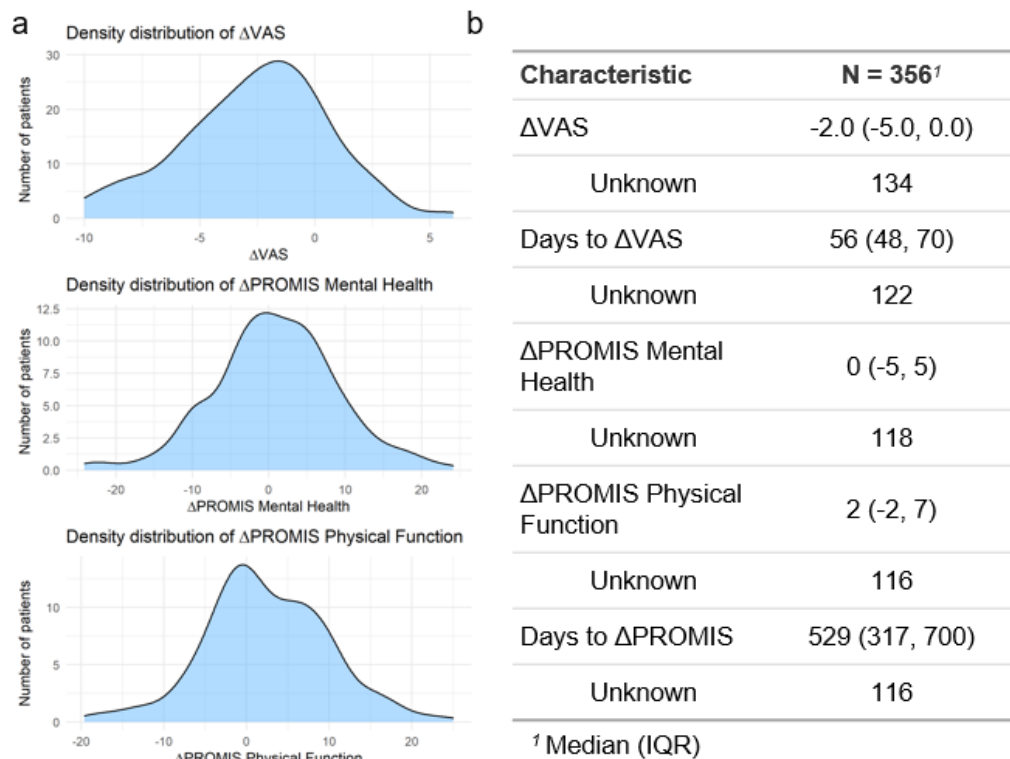 a
Density distribution of ΔVAS
Number of patients
30
20
10
0
-10 -5 0 5
ΔVAS
Density distribution of ΔPROMIS Mental Health
Number of patients
12.5
10.0
7.5
5.0
2.5
0.0
-20 -10 0 10 20
ΔPROMIS Mental Health
Density distribution of ΔPROMIS Physical Function
Number of patients
10
5
0
-20 -10 0 10 20
ΔPROMIS Physical Function
b
Characteristic N = 356¹
ΔVAS -2.0 (-5.0, 0.0)
Unknown 134
Days to ΔVAS 56 (48, 70)
Unknown 122
ΔPROMIS Mental
Health 0 (-5, 5)
Unknown 118
ΔPROMIS Physical
Function 2 (-2, 7)
Unknown 116
Days to ΔPROMIS 529 (317, 700)
Unknown 116
¹ Median (IQR)